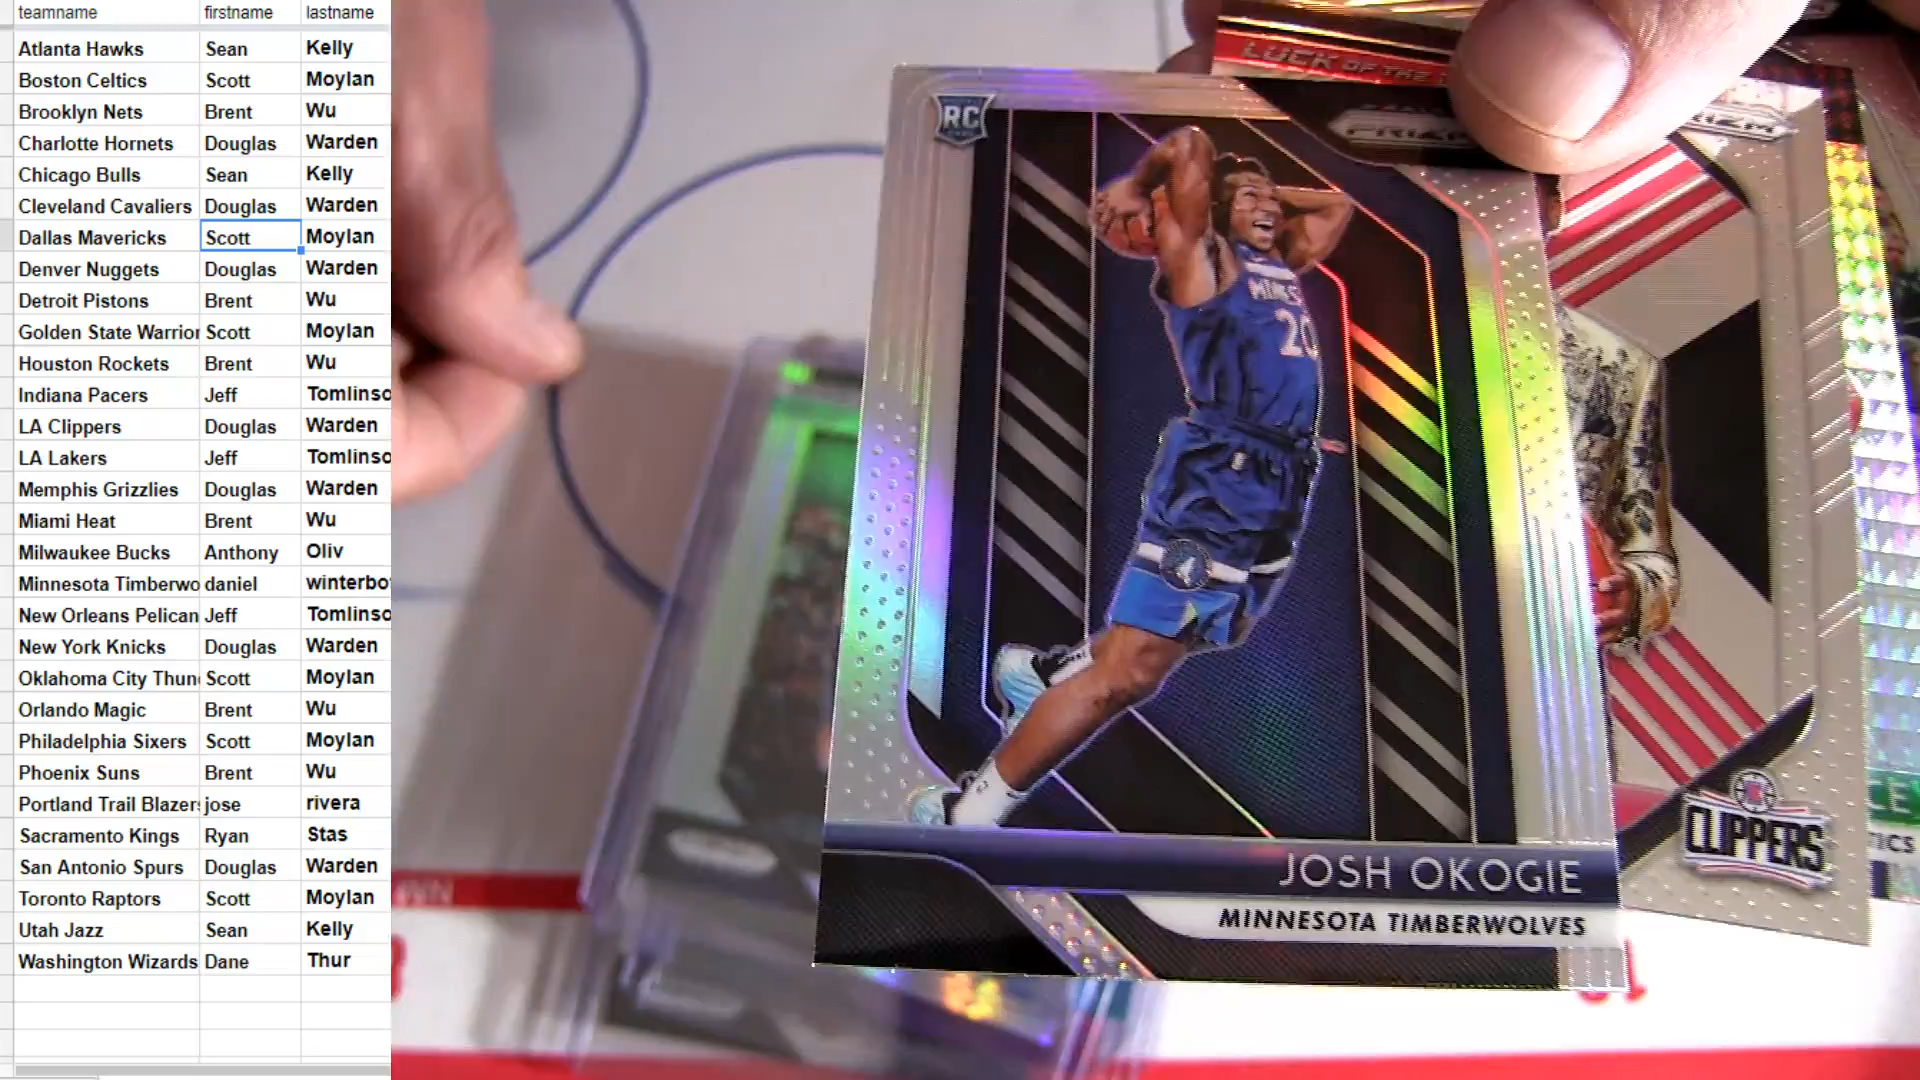 teamname firstname lastname
Atlanta Hawks Sean Kelly
Boston Celtics Scott Moylan
Brooklyn Nets Brent Wu
Charlotte Hornets Douglas Warden
Chicago Bulls Sean Kelly
Cleveland Cavaliers Douglas Warden
Dallas Mavericks Scott Moylan
Denver Nuggets Douglas Warden
Detroit Pistons Brent Wu
Golden State Warrior Scott Moylan
Houston Rockets Brent Wu
Indiana Pacers Jeff Tomlinso
LA Clippers Douglas Warden
LA Lakers Jeff Tomlinso
Memphis Grizzlies Douglas Warden
Miami Heat Brent Wu
Milwaukee Bucks Anthony Oliv
Minnesota Timberwo daniel winterbo
New Orleans Pelican Jeff Tomlinso
New York Knicks Douglas Warden
Oklahoma City Thun Scott Moylan
Orlando Magic Brent Wu
Philadelphia Sixers Scott Moylan
Phoenix Suns Brent Wu
Portland Trail Blazer jose rivera
Sacramento Kings Ryan Stas
San Antonio Spurs Douglas Warden
Toronto Raptors Scott Moylan
Utah Jazz Sean Kelly
Washington Wizards Dane Thur
LUCK OF THE
RC
PRIZM
MINES
20
JOSH OKOGIE
MINNESOTA TIMBERWOLVES
CLIPPERS
TICS